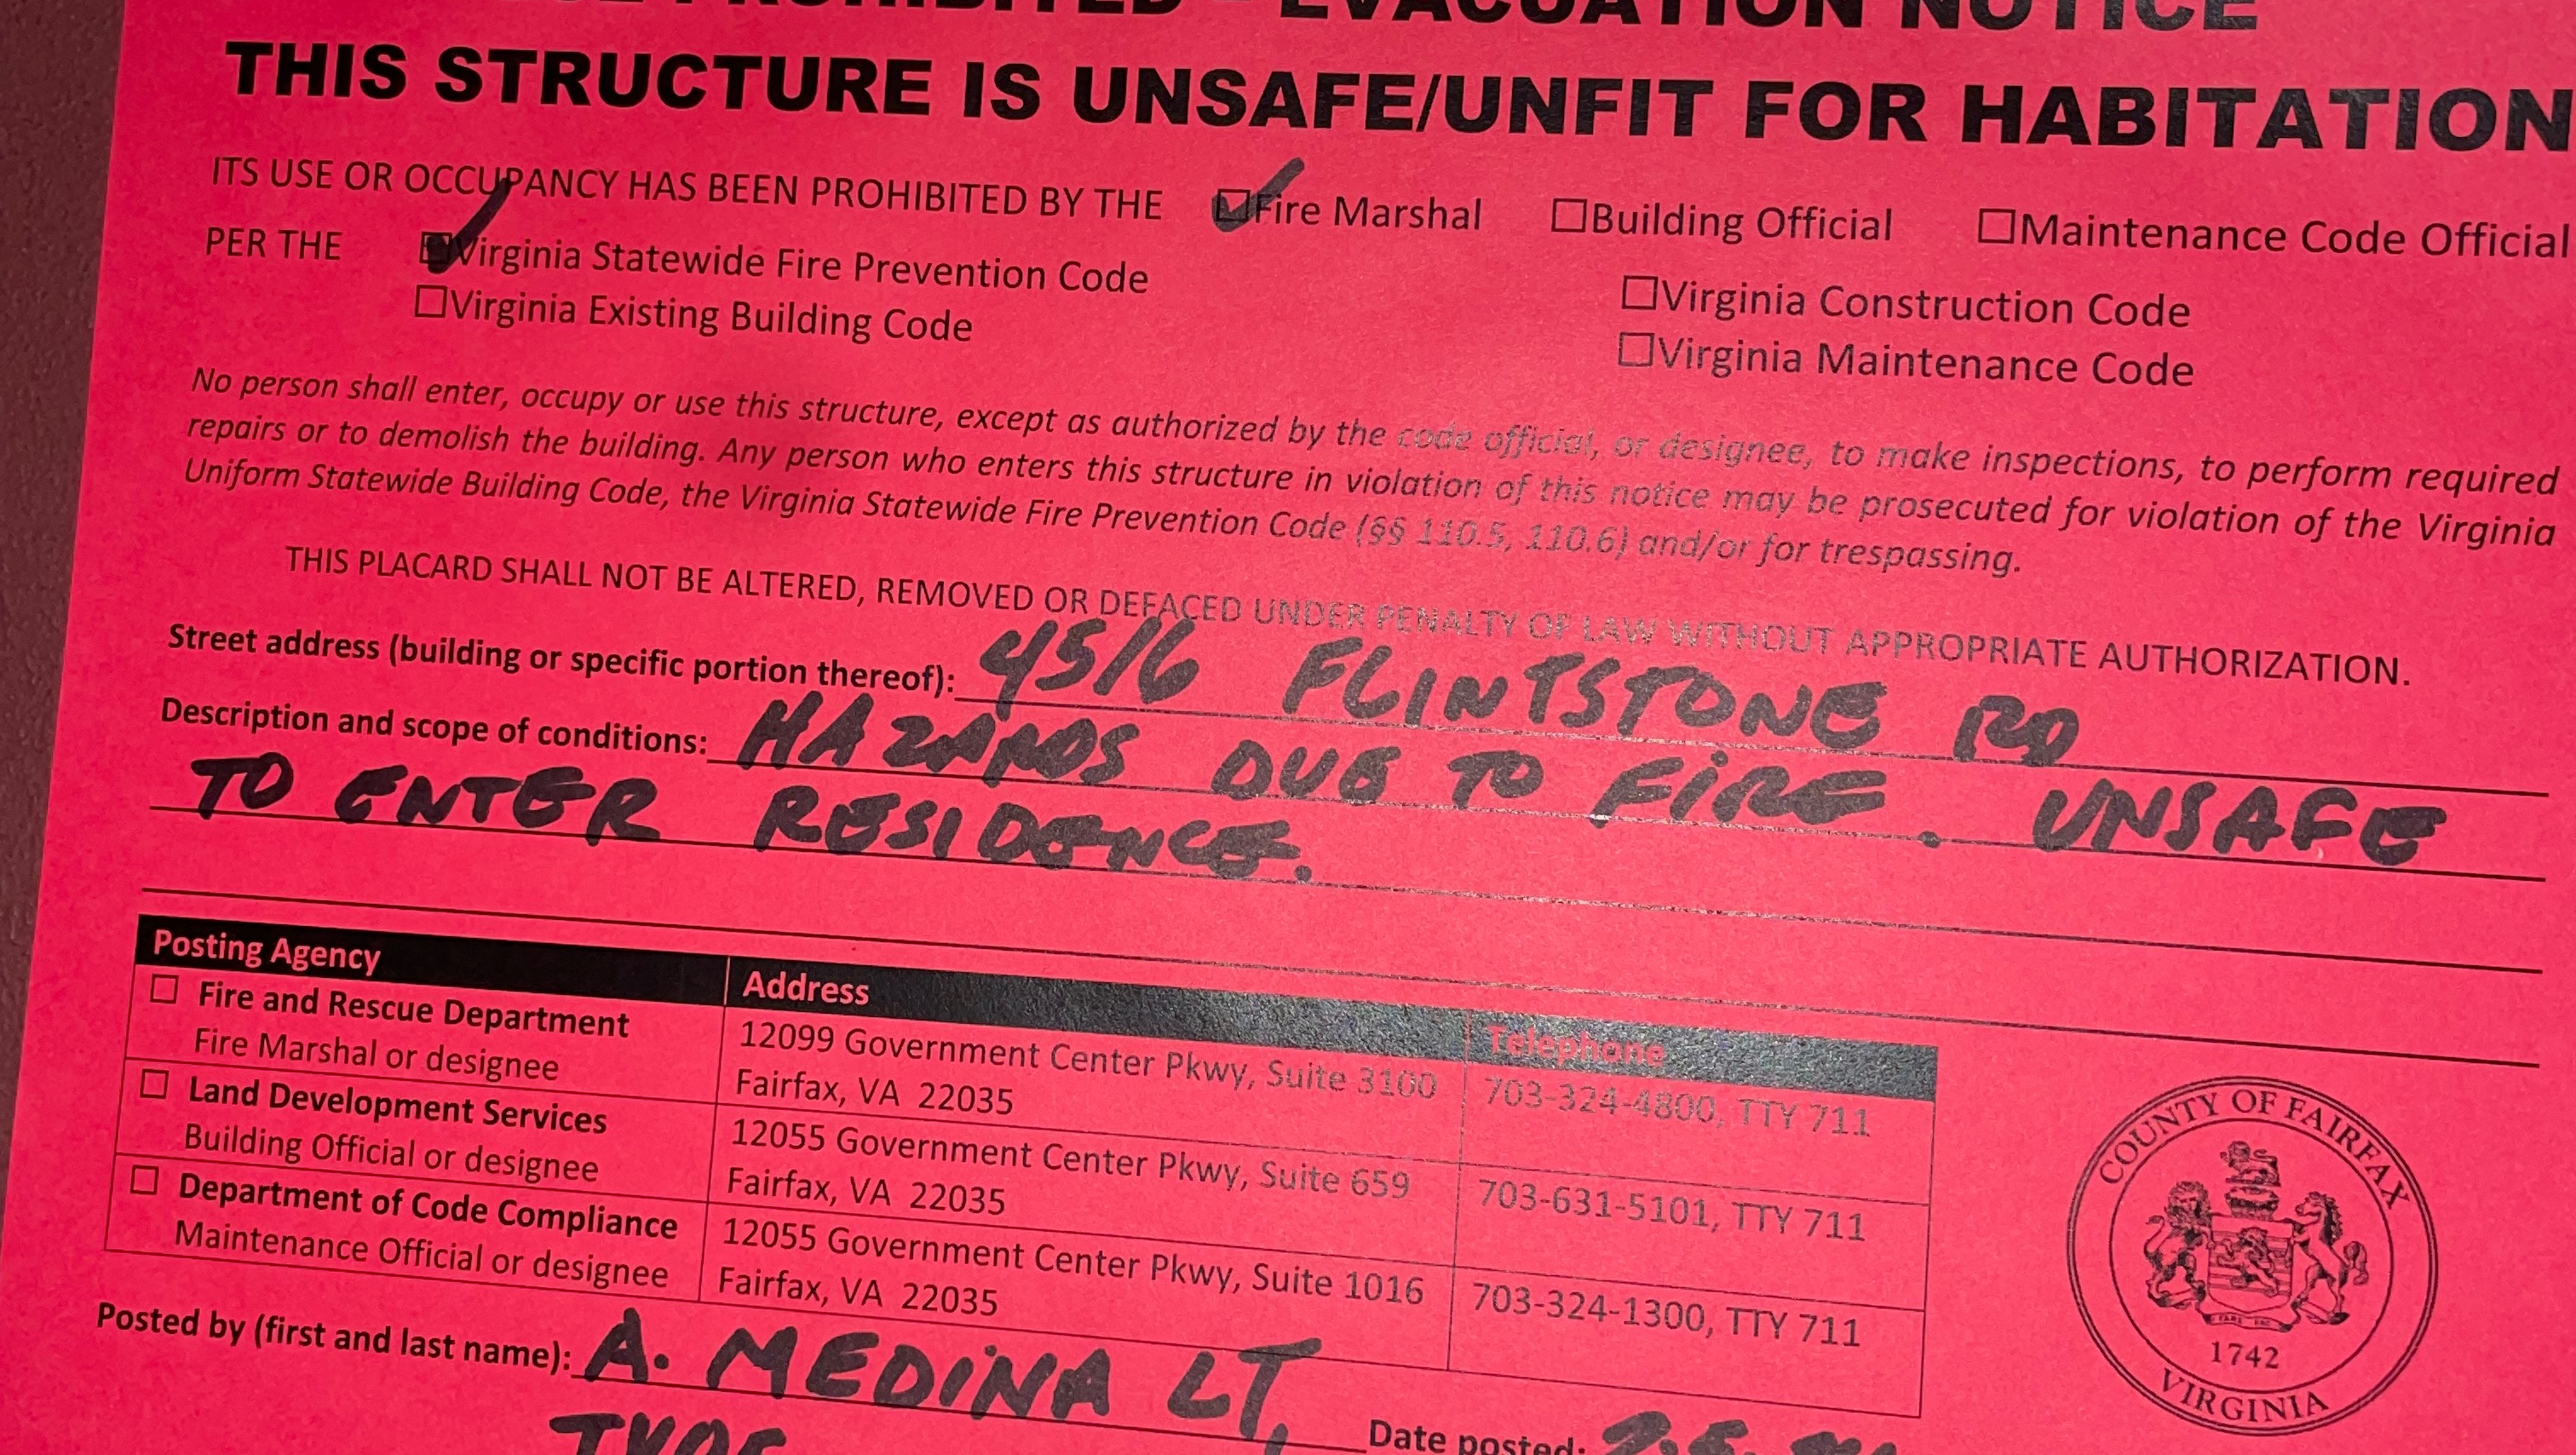 PROHIBITED - EVACUATION NOTICE
THIS STRUCTURE IS UNSAFE/UNFIT FOR HABITATION
ITS USE OR OCCUPANCY HAS BEEN PROHIBITED BY THE ☑Fire Marshal ☐Building Official ☐Maintenance Code Official
PER THE ☑Virginia Statewide Fire Prevention Code ☐Virginia Construction Code
☐Virginia Existing Building Code ☐Virginia Maintenance Code
No person shall enter, occupy or use this structure, except as authorized by the code official, or designee, to make inspections, to perform required
repairs or to demolish the building. Any person who enters this structure in violation of this notice may be prosecuted for violation of the Virginia
Uniform Statewide Building Code, the Virginia Statewide Fire Prevention Code (§§ 110.5, 110.6) and/or for trespassing.
THIS PLACARD SHALL NOT BE ALTERED, REMOVED OR DEFACED UNDER PENALTY OF LAW WITHOUT APPROPRIATE AUTHORIZATION.
Street address (building or specific portion thereof): 4516 FLINTSTONE RD
Description and scope of conditions: HAZARDS DUE TO FIRE. UNSAFE
TO ENTER RESIDENCE.
Posting Agency Address Telephone
☐ Fire and Rescue Department 12099 Government Center Pkwy, Suite 3100 703-324-4800, TTY 711
Fire Marshal or designee Fairfax, VA 22035
☐ Land Development Services 12055 Government Center Pkwy, Suite 659 703-631-5101, TTY 711
Building Official or designee Fairfax, VA 22035
☐ Department of Code Compliance 12055 Government Center Pkwy, Suite 1016 703-324-1300, TTY 711
Maintenance Official or designee Fairfax, VA 22035
COUNTY OF FAIRFAX
1742
VIRGINIA
Posted by (first and last name): A. MEDINA LT,
Date posted: